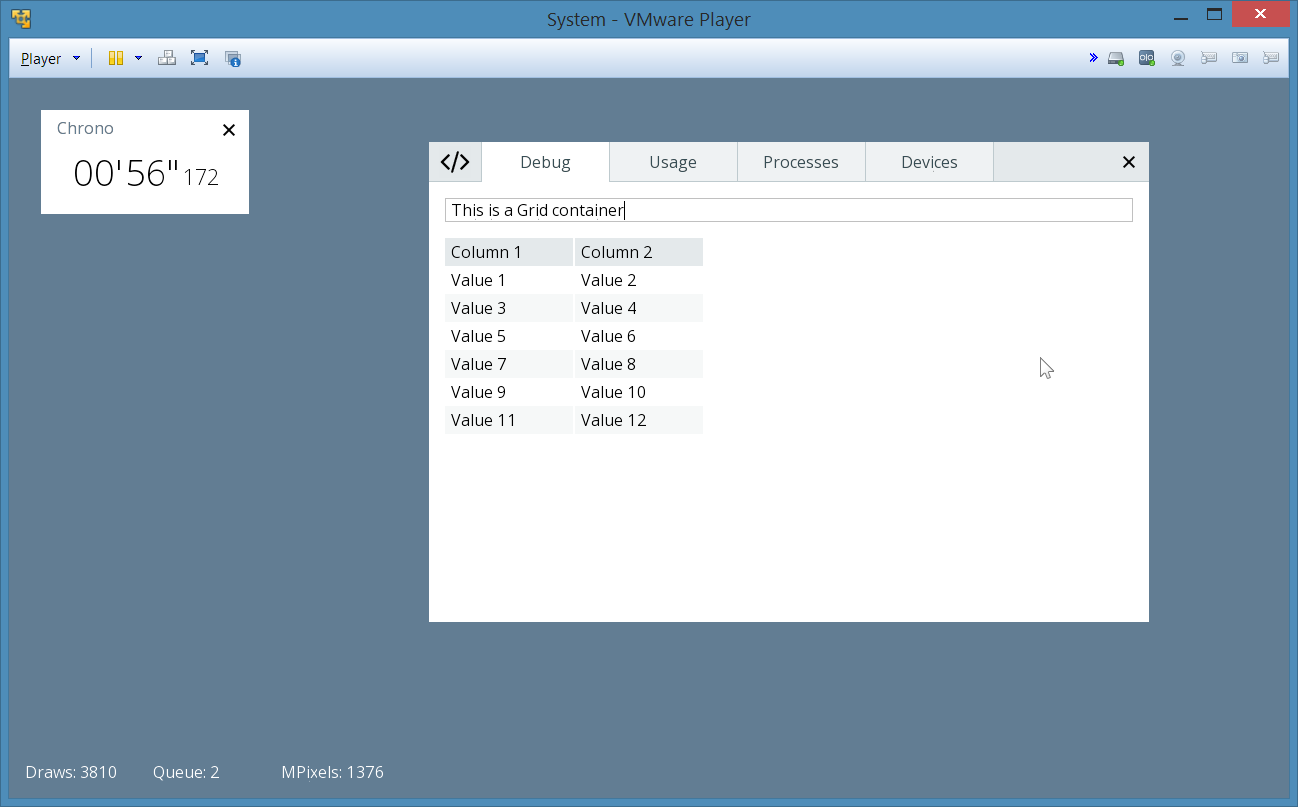 System - VMware Player
Player
Chrono
00'56"172
</> Debug Usage Processes Devices
This is a Grid container
Column 1 Column 2
Value 1 Value 2
Value 3 Value 4
Value 5 Value 6
Value 7 Value 8
Value 9 Value 10
Value 11 Value 12
Draws: 3810 Queue: 2 MPixels: 1376